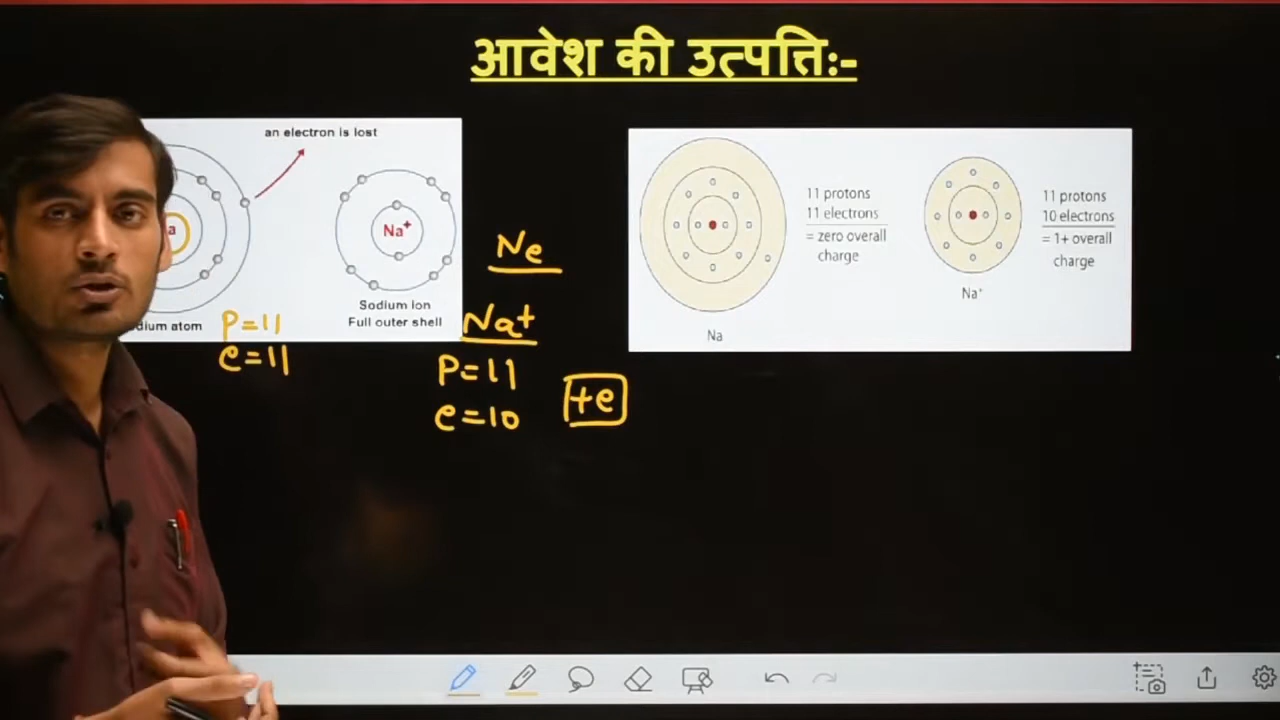 आवेश की उत्पत्तिः-
an electron is lost
a
Na+
Sodium Ion
Full outer shell
dium atom
P=11
e=11
Ne
Na+
P=11
e=10
+e
11 protons
11 electrons
= zero overall
charge
Na
11 protons
10 electrons
= 1+ overall
charge
Na+